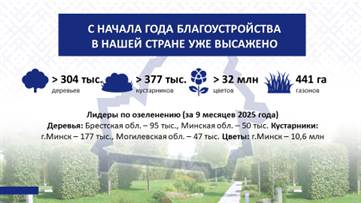 С НАЧАЛА ГОДА БЛАГОУСТРОЙСТВА
В НАШЕЙ СТРАНЕ УЖЕ ВЫСАЖЕНО
> 304 тыс.
деревьев
> 377 тыс.
кустарников
> 32 млн
цветов
441 га
газонов
Лидеры по озеленению (за 9 месяцев 2025 года)
Деревья: Брестская обл. – 95 тыс., Минская обл. – 50 тыс. Кустарники:
г.Минск – 177 тыс., Могилевская обл. – 47 тыс. Цветы: г.Минск – 10,6 млн